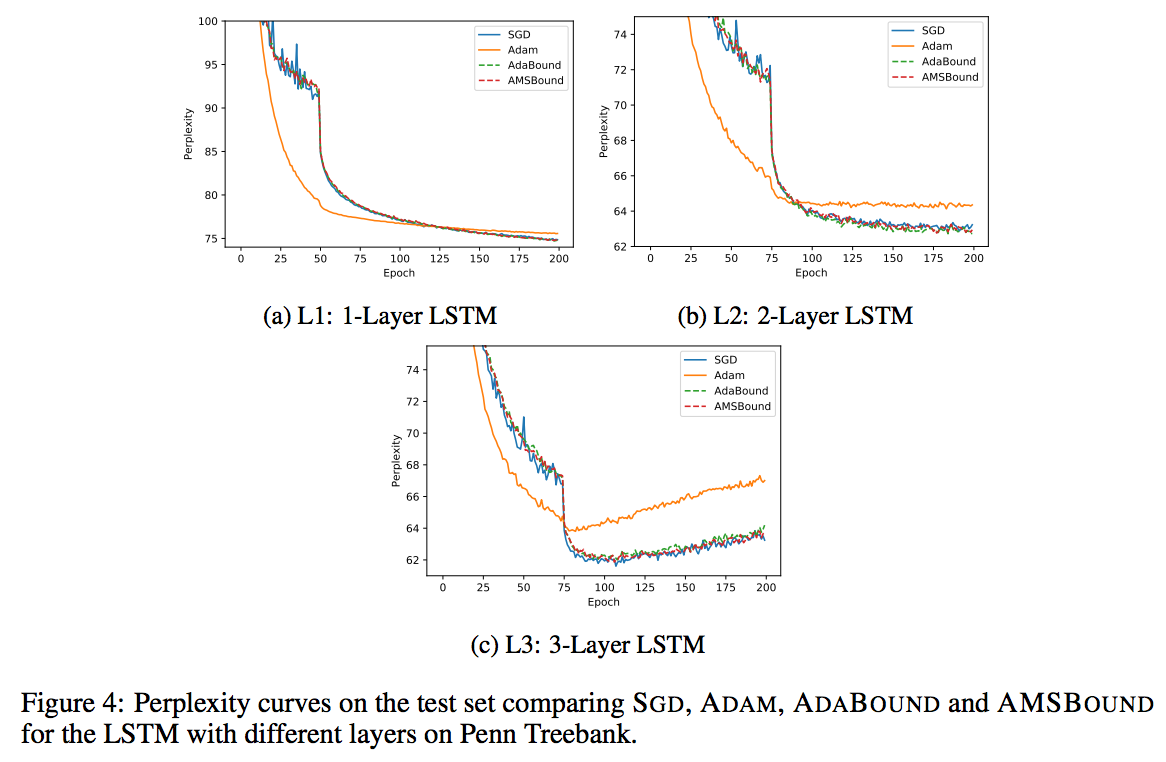 100
95
90
85
80
75
Perplexity
0 25 50 75 100 125 150 175 200
Epoch
SGD
Adam
AdaBound
AMSBound
74
72
70
68
66
64
62
Perplexity
0 25 50 75 100 125 150 175 200
Epoch
SGD
Adam
AdaBound
AMSBound
(a) L1: 1-Layer LSTM
(b) L2: 2-Layer LSTM
74
72
70
68
66
64
62
Perplexity
0 25 50 75 100 125 150 175 200
Epoch
SGD
Adam
AdaBound
AMSBound
(c) L3: 3-Layer LSTM
Figure 4: Perplexity curves on the test set comparing SGD, ADAM, ADABOUND and AMSBOUND
for the LSTM with different layers on Penn Treebank.